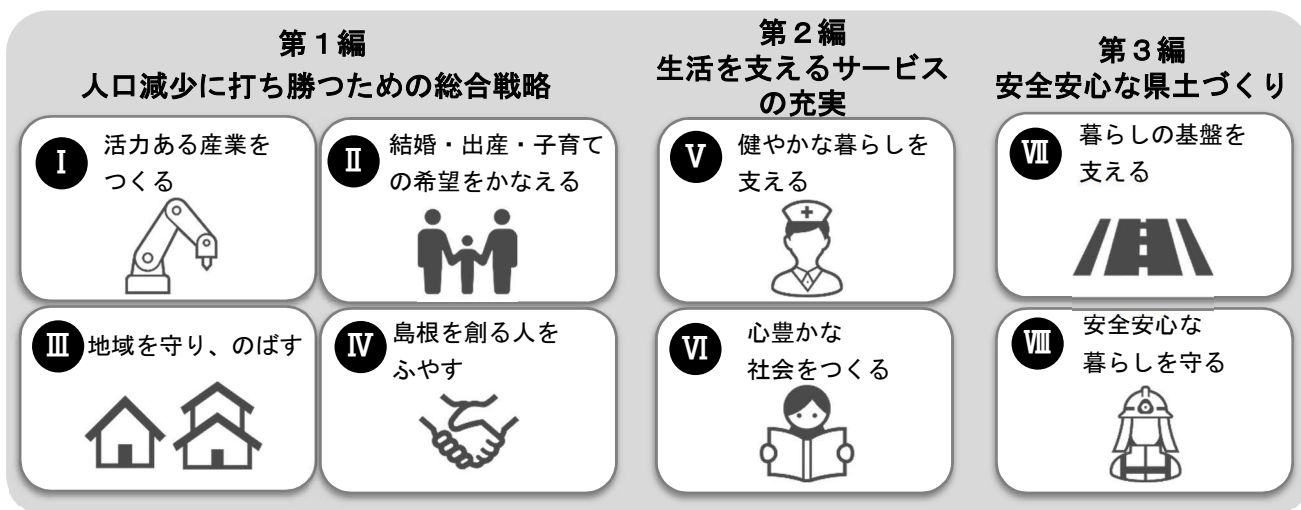 第１編
人口減少に打ち勝つための総合戦略
Ⅰ
活力ある産業を
つくる
Ⅱ
結婚・出産・子育て
の希望をかなえる
Ⅲ
地域を守り、のばす
Ⅳ
島根を創る人を
ふやす
第２編
生活を支えるサービス
の充実
Ⅴ
健やかな暮らしを
支える
Ⅵ
心豊かな
社会をつくる
第３編
安全安心な県土づくり
Ⅶ
暮らしの基盤を
支える
Ⅷ
安全安心な
暮らしを守る